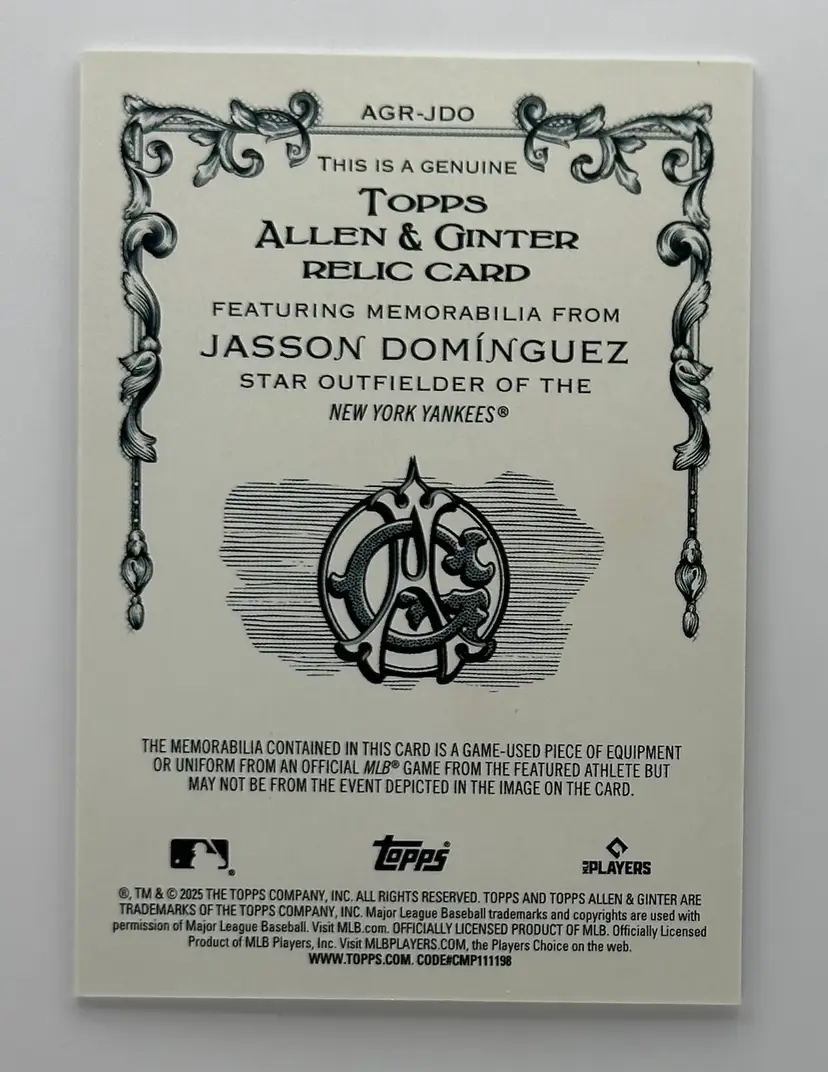 AGR-JDO
THIS IS A GENUINE
TOPPS
ALLEN & GINTER
RELIC CARD
FEATURING MEMORABILIA FROM
JASSON DOMÍNGUEZ
STAR OUTFIELDER OF THE
NEW YORK YANKEES®
THE MEMORABILIA CONTAINED IN THIS CARD IS A GAME-USED PIECE OF EQUIPMENT
OR UNIFORM FROM AN OFFICIAL MLB® GAME FROM THE FEATURED ATHLETE BUT
MAY NOT BE FROM THE EVENT DEPICTED IN THE IMAGE ON THE CARD.
topps®
MLB PLAYERS
®, TM & © 2025 THE TOPPS COMPANY, INC. ALL RIGHTS RESERVED. TOPPS AND TOPPS ALLEN & GINTER ARE
TRADEMARKS OF THE TOPPS COMPANY, INC. Major League Baseball trademarks and copyrights are used with
permission of Major League Baseball. Visit MLB.com. OFFICIALLY LICENSED PRODUCT OF MLB. Officially Licensed
Product of MLB Players, Inc. Visit MLBPLAYERS.COM, the Players Choice on the web.
WWW.TOPPS.COM. CODE#CMP111198